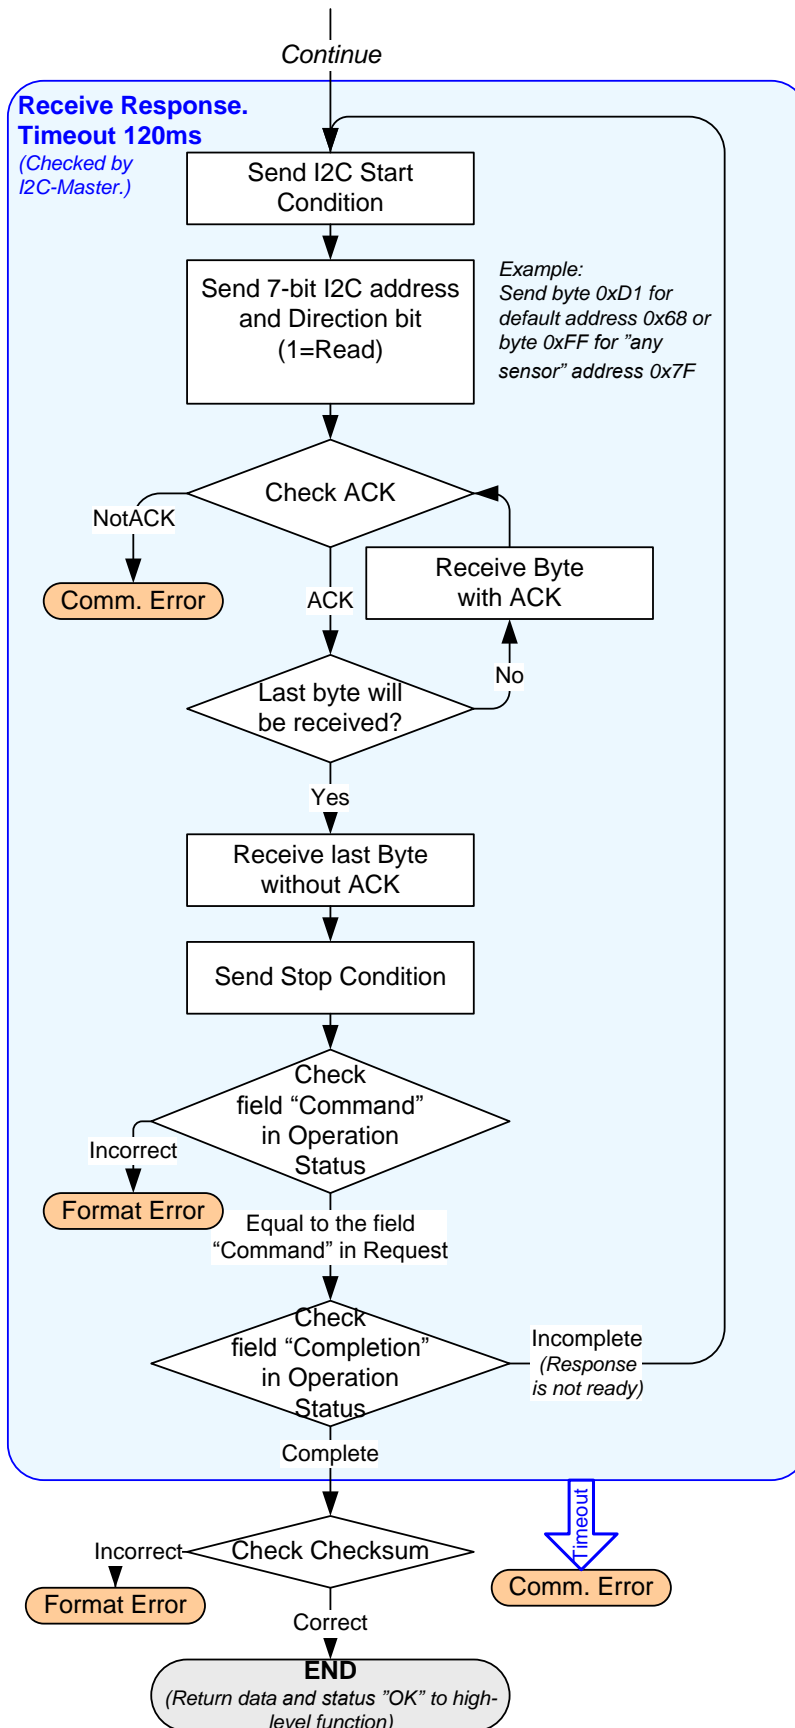 Continue
Receive Response.
Timeout 120ms
(Checked by
I2C-Master.)
Send I2C Start
Condition
Send 7-bit I2C address
and Direction bit
(1=Read)
Example:
Send byte 0xD1 for
default address 0x68 or
byte 0xFF for ”any
sensor” address 0x7F
Check ACK
NotACK
Comm. Error
ACK
Receive Byte
with ACK
No
Last byte will
be received?
Yes
Receive last Byte
without ACK
Send Stop Condition
Check
field “Command”
in Operation
Status
Incorrect
Format Error
Equal to the field
“Command” in Request
Check
field “Completion”
in Operation
Status
Incomplete
(Response
is not ready)
Complete
Timeout
Check Checksum
Incorrect
Format Error
Comm. Error
Correct
END
(Return data and status ”OK” to high-
level function)